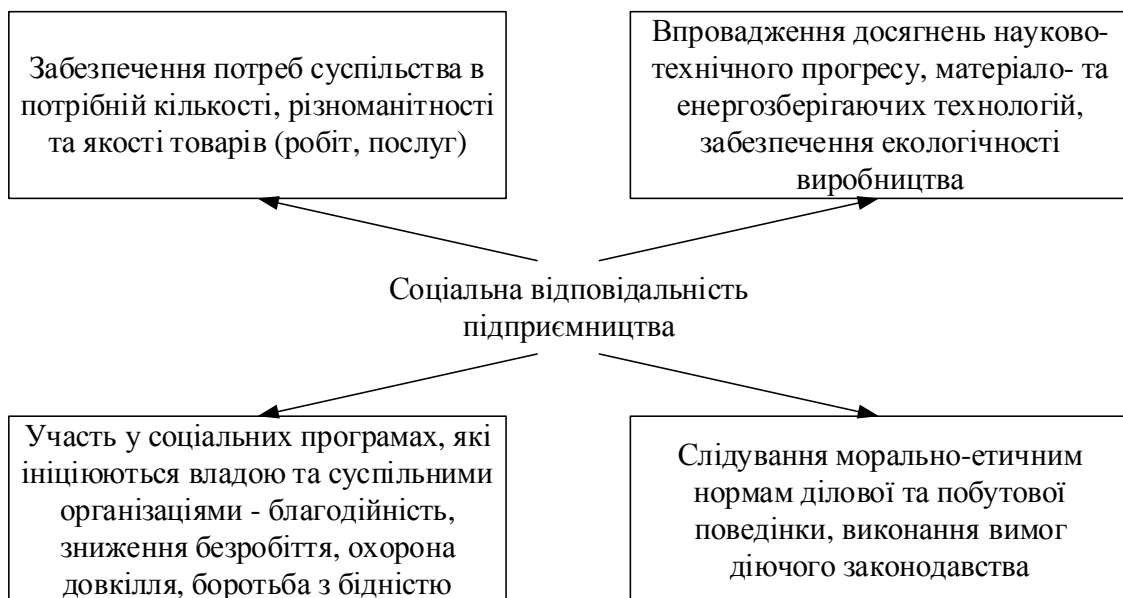 Забезпечення потреб суспільства в
потрібній кількості, різноманітності
та якості товарів (робіт, послуг)
Впровадження досягнень науково-
технічного прогресу, матеріало- та
енергозберігаючих технологій,
забезпечення екологічності
виробництва
Соціальна відповідальність
підприємництва
Участь у соціальних програмах, які
ініціюються владою та суспільними
організаціями - благодійність,
зниження безробіття, охорона
довкілля, боротьба з бідністю
Слідування морально-етичним
нормам ділової та побутової
поведінки, виконання вимог
діючого законодавства